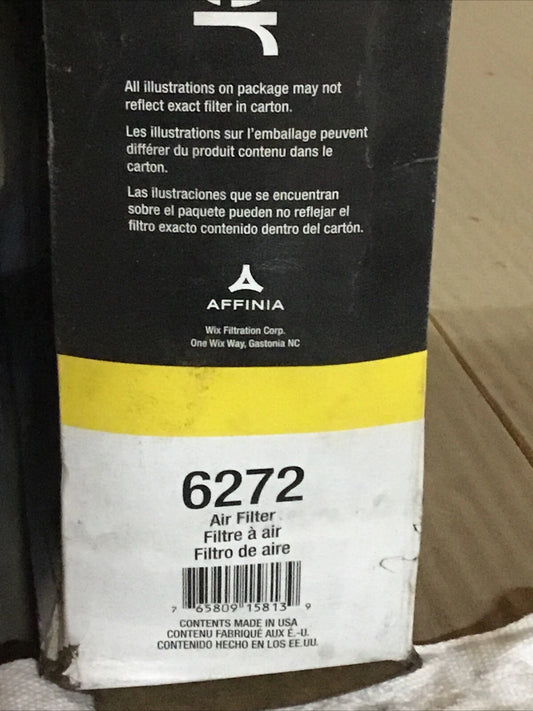 er
All illustrations on package may not
reflect exact filter in carton.
Les illustrations sur l'emballage peuvent
différer du produit contenu dans le
carton.
Las ilustraciones que se encuentran
sobre el paquete pueden no reflejar el
filtro exacto contenido dentro del cartón.
AFFINIA
Wix Filtration Corp.
One Wix Way, Gastonia NC
6272
Air Filter
Filtre à air
Filtro de aire
7 65809 15813 9
CONTENTS MADE IN USA
CONTENU FABRIQUÉ AUX É.-U.
CONTENIDO HECHO EN LOS EE.UU.